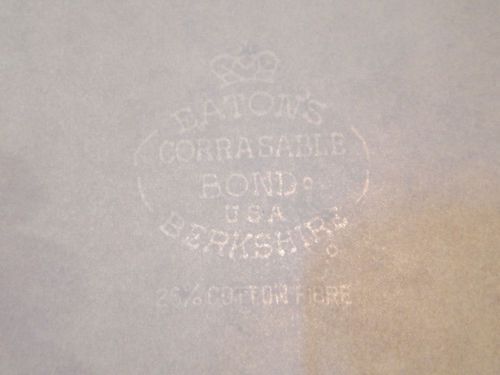 EATON'S
CORRASABLE
BOND
USA
BERKSHIRE
25% COTTON FIBRE